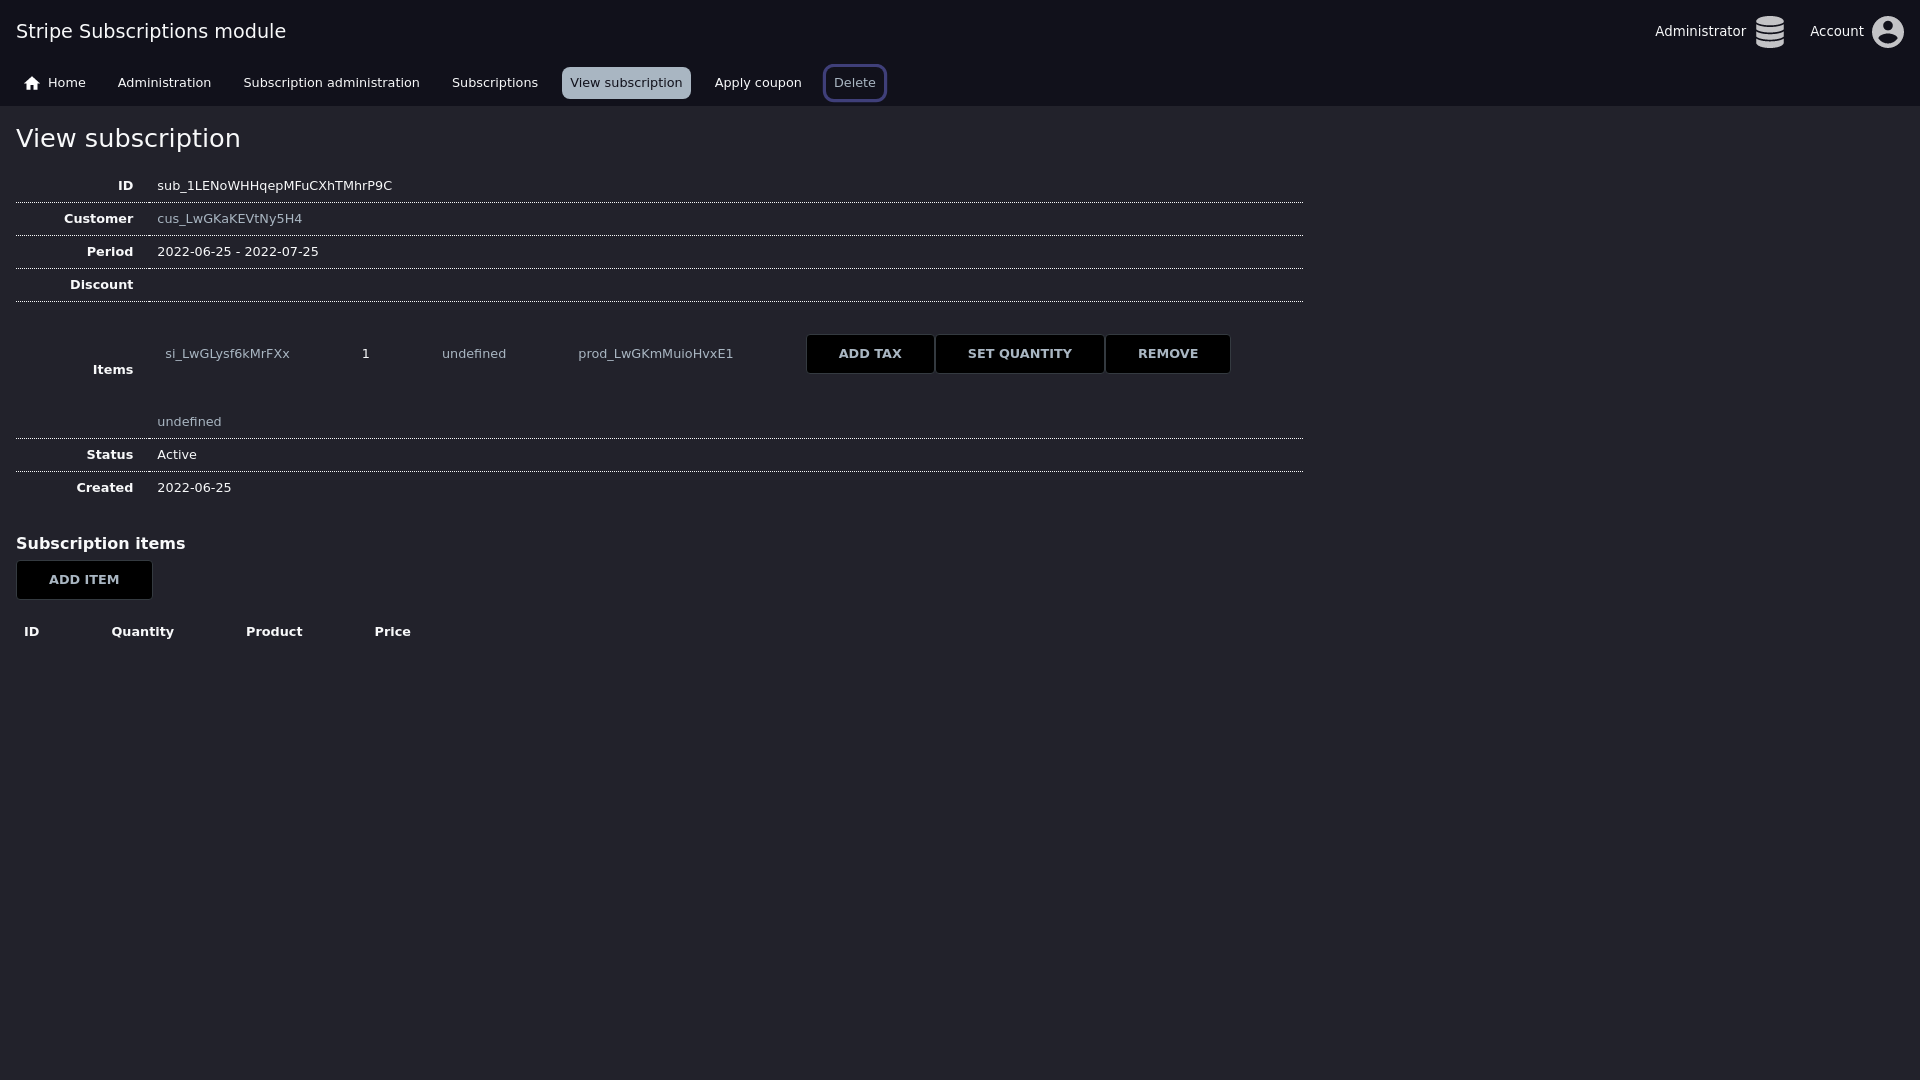 Stripe Subscriptions module
Administrator Account
Home Administration Subscription administration Subscriptions View subscription Apply coupon Delete
View subscription
ID sub_1LENoWHHqepMFuCXhTMhrP9C
Customer cus_LwGKaKEVtNy5H4
Period 2022-06-25 - 2022-07-25
Discount
Items si_LwGLysf6kMrFXx 1 undefined prod_LwGKmMuioHvxE1 ADD TAX SET QUANTITY REMOVE
undefined
Status Active
Created 2022-06-25
Subscription items
ADD ITEM
ID Quantity Product Price